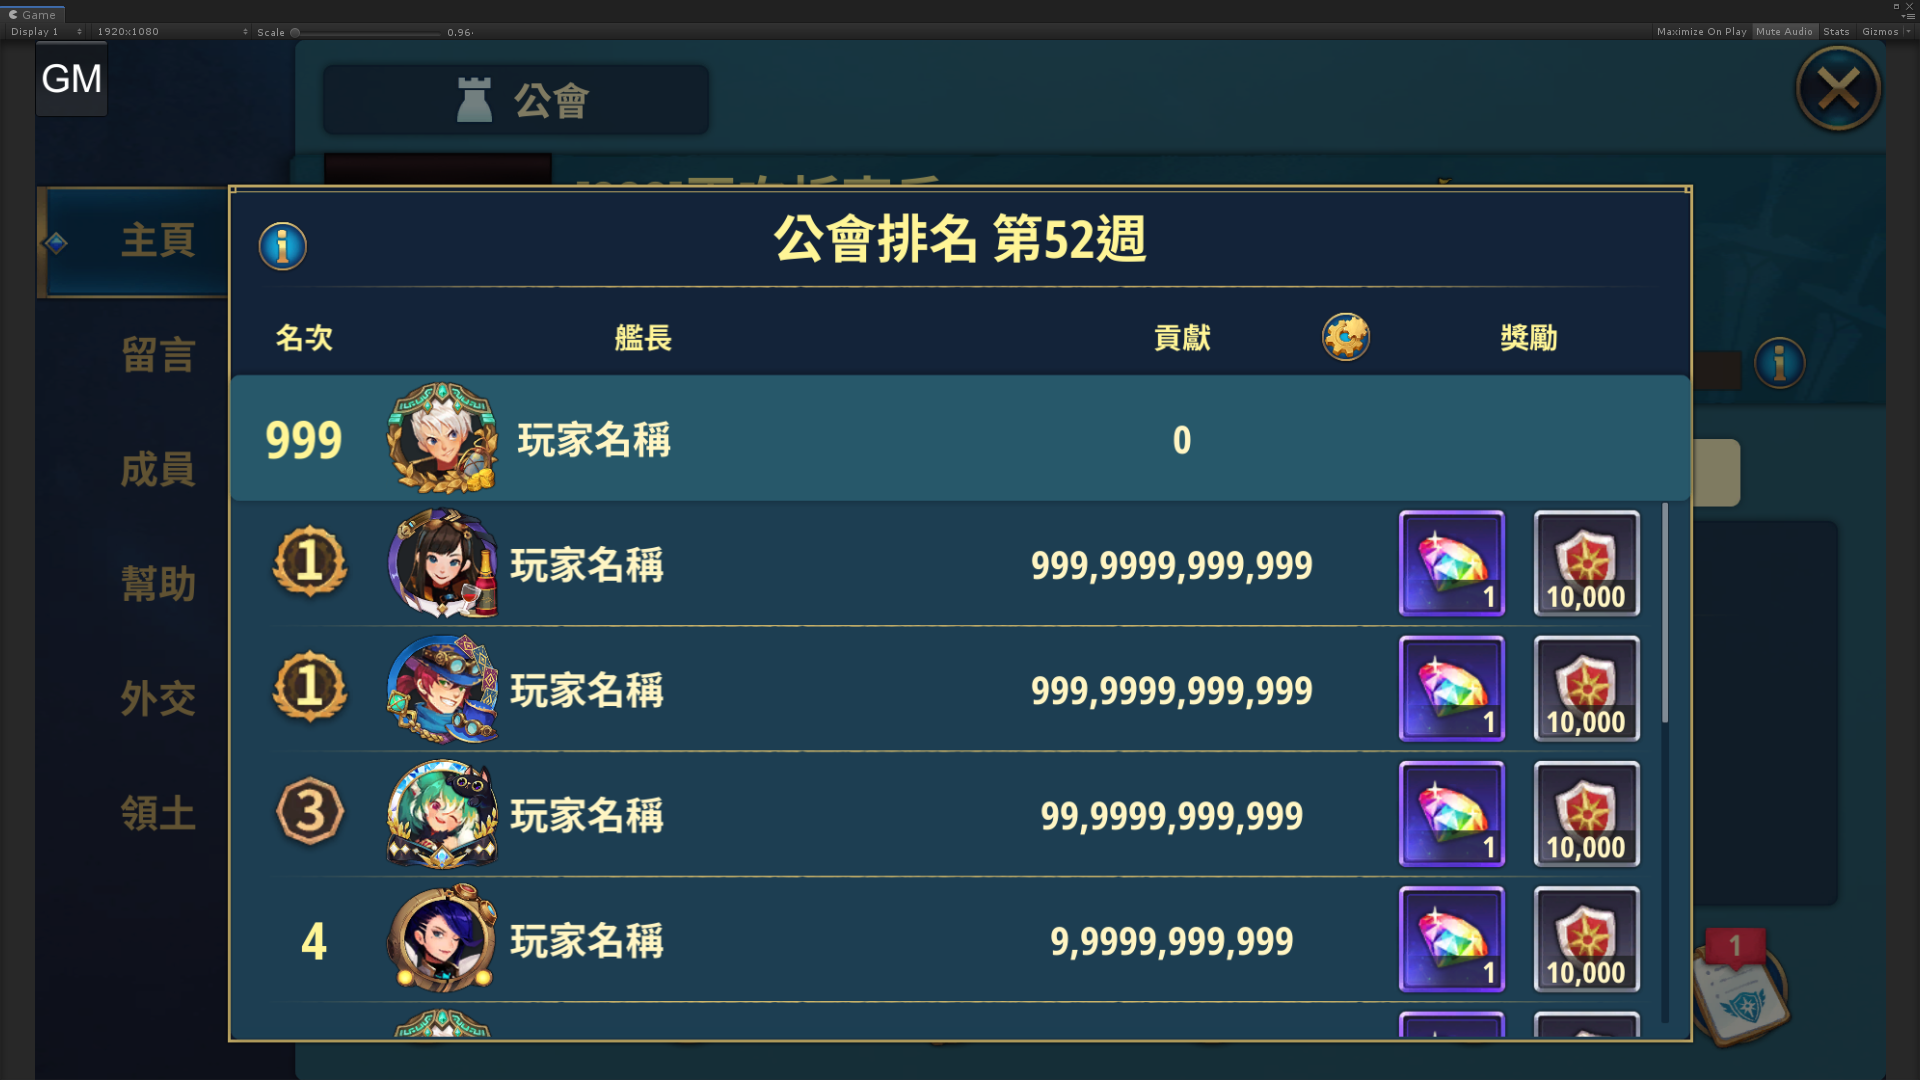 Game
Display 1
1920x1080
Scale
0.96
Maximize On Play
Mute Audio
Stats
Gizmos
GM
公會
主頁
留言
成員
幫助
外交
領土
公會排名 第52週
名次
艦長
貢獻
獎勵
999
玩家名稱
0
1
玩家名稱
999,9999,999,999
1
10,000
1
玩家名稱
999,9999,999,999
1
10,000
3
玩家名稱
99,9999,999,999
1
10,000
4
玩家名稱
9,9999,999,999
1
10,000
1